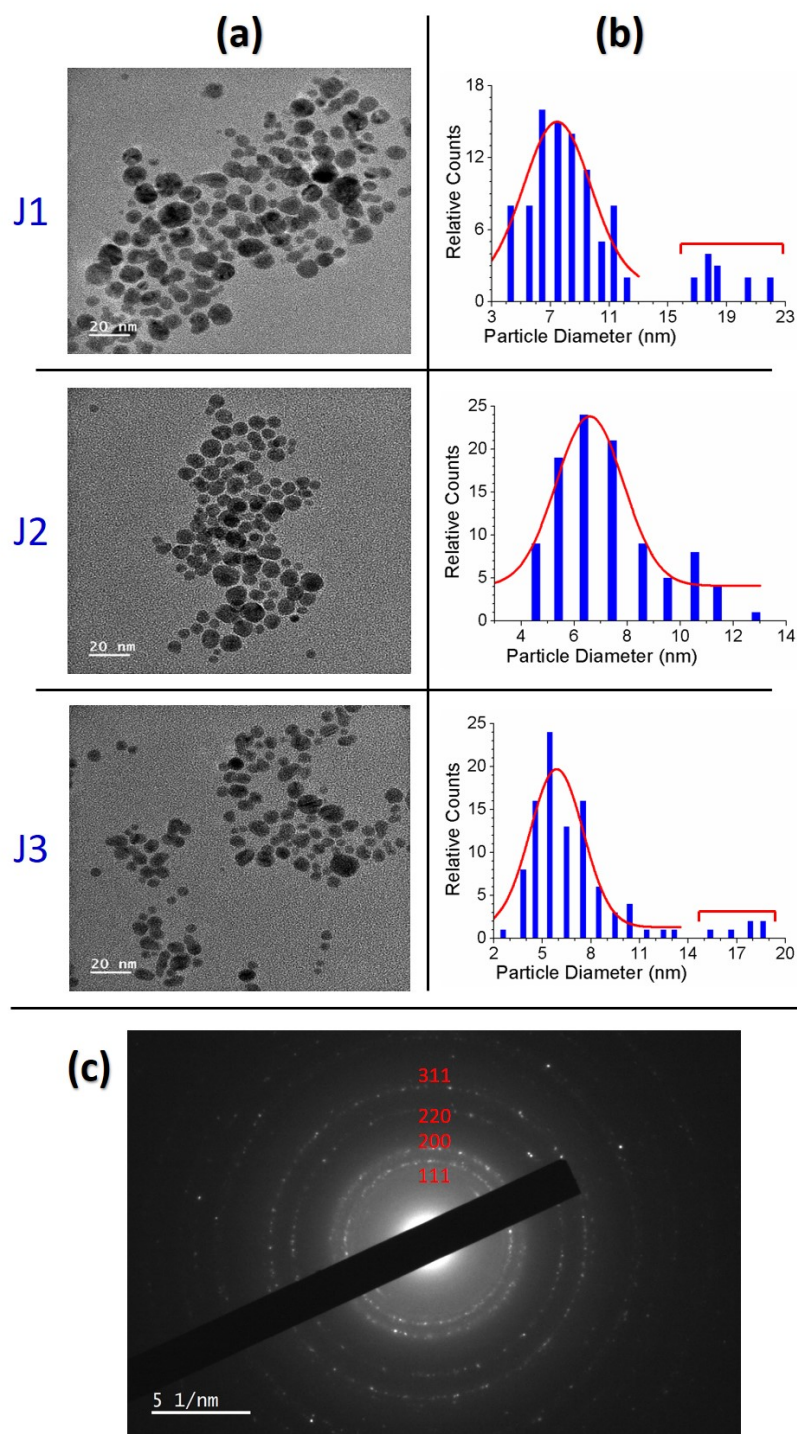 (a)
(b)
J1
20 nm
Relative Counts
18
15
12
9
6
3
0
3 7 11 15 19 23
Particle Diameter (nm)
J2
20 nm
Relative Counts
25
20
15
10
5
0
4 6 8 10 12 14
Particle Diameter (nm)
J3
20 nm
Relative Counts
25
20
15
10
5
0
2 5 8 11 14 17 20
Particle Diameter (nm)
(c)
311
220
200
111
5 1/nm